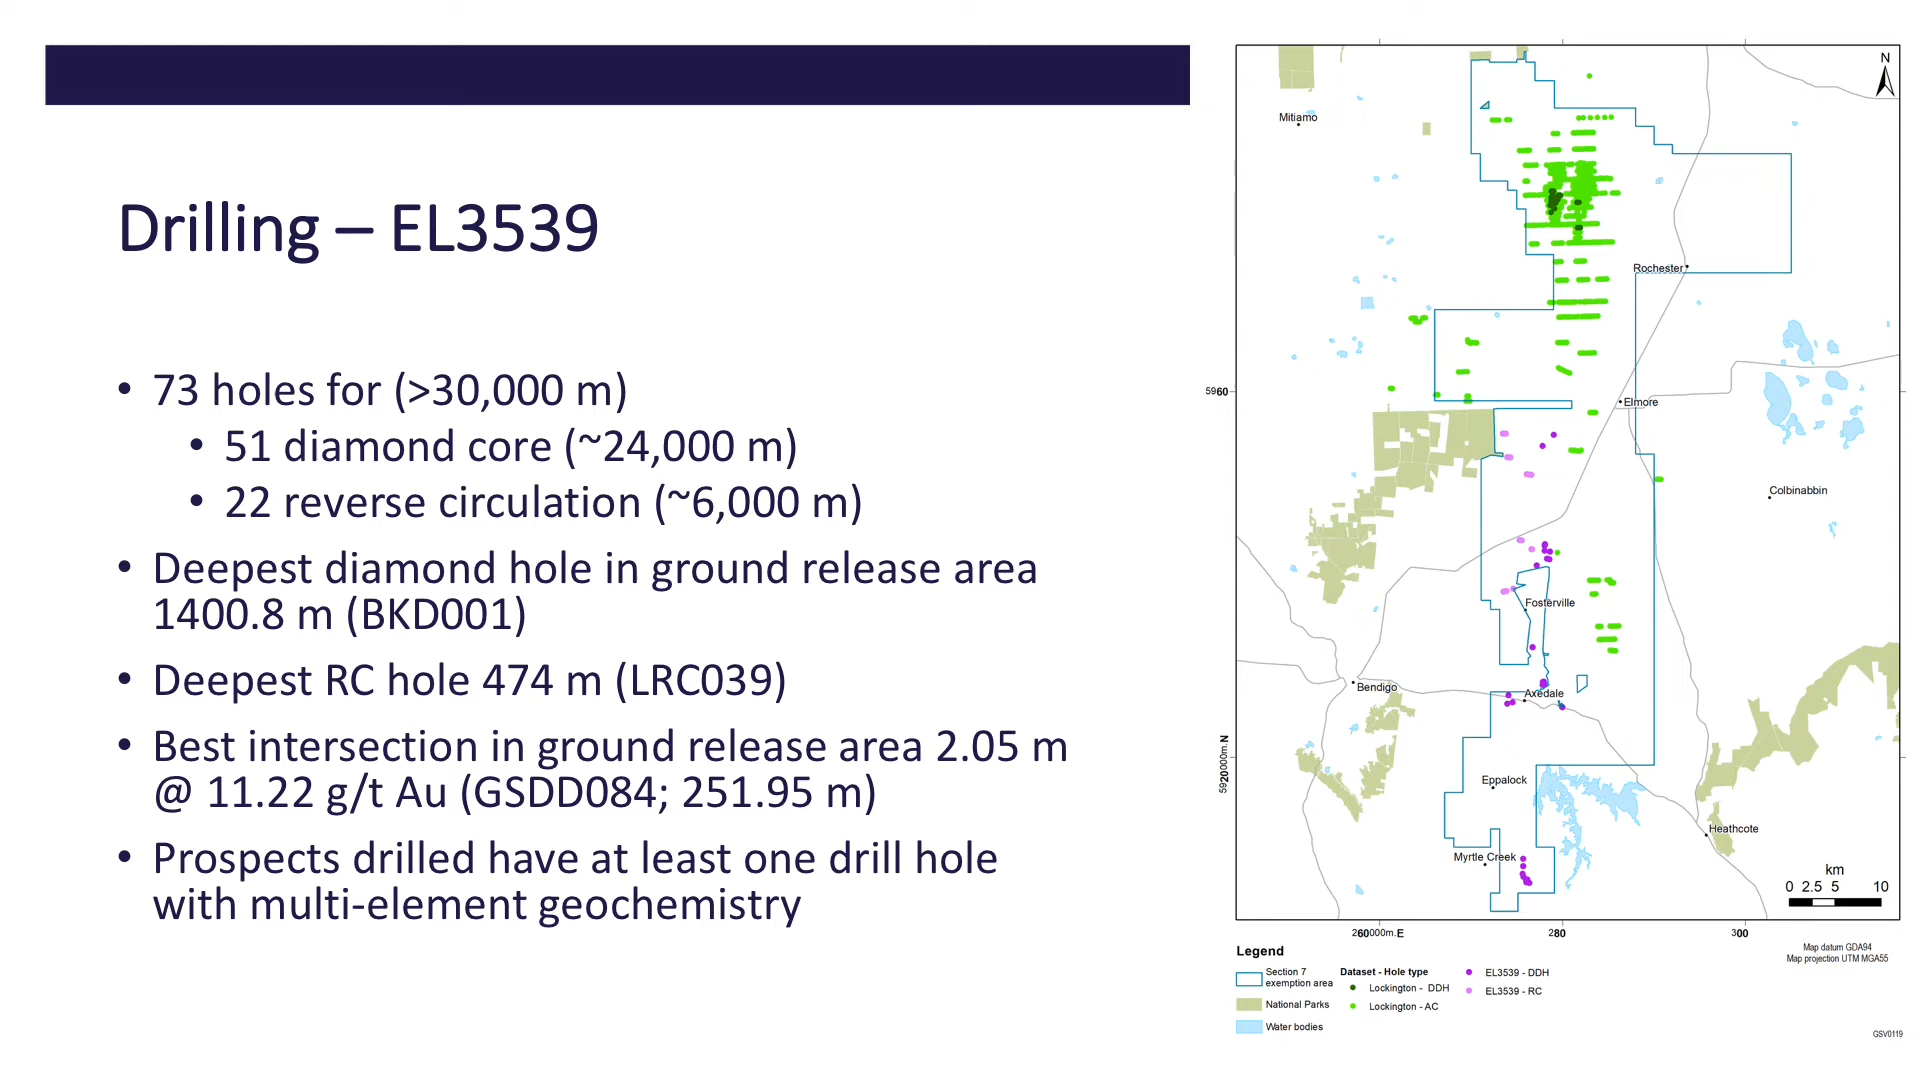 Drilling – EL3539
• 73 holes for (>30,000 m)
• 51 diamond core (~24,000 m)
• 22 reverse circulation (~6,000 m)
• Deepest diamond hole in ground release area
1400.8 m (BKD001)
• Deepest RC hole 474 m (LRC039)
• Best intersection in ground release area 2.05 m
@ 11.22 g/t Au (GSDD084; 251.95 m)
• Prospects drilled have at least one drill hole
with multi-element geochemistry
N
Mitiamo
Rochester
5960
Elmore
Colbinabbin
Fosterville
Bendigo
Axedale
5920000m.N
Eppalock
Heathcote
Myrtle Creek
km
0 2.5 5 10
260000m.E 280 300
Map datum GDA94
Map projection UTM MGA55
Legend
Section 7
exemption area
National Parks
Water bodies
Dataset - Hole type
Lockington - DDH
Lockington - AC
EL3539 - DDH
EL3539 - RC
GSV0119